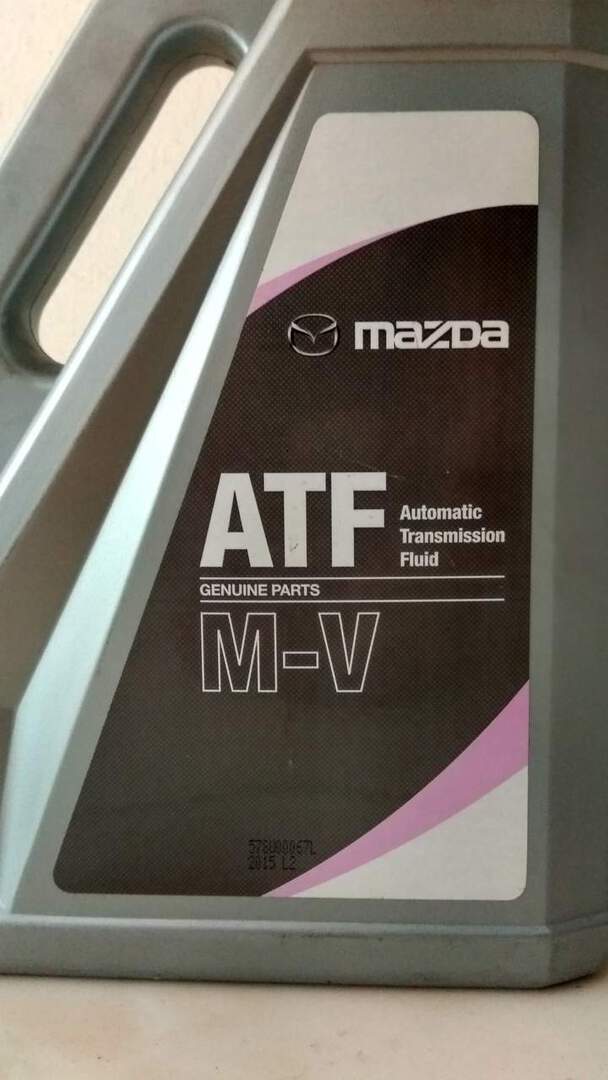 mazda
ATF
Automatic
Transmission
Fluid
GENUINE PARTS
M-V
2015 L2